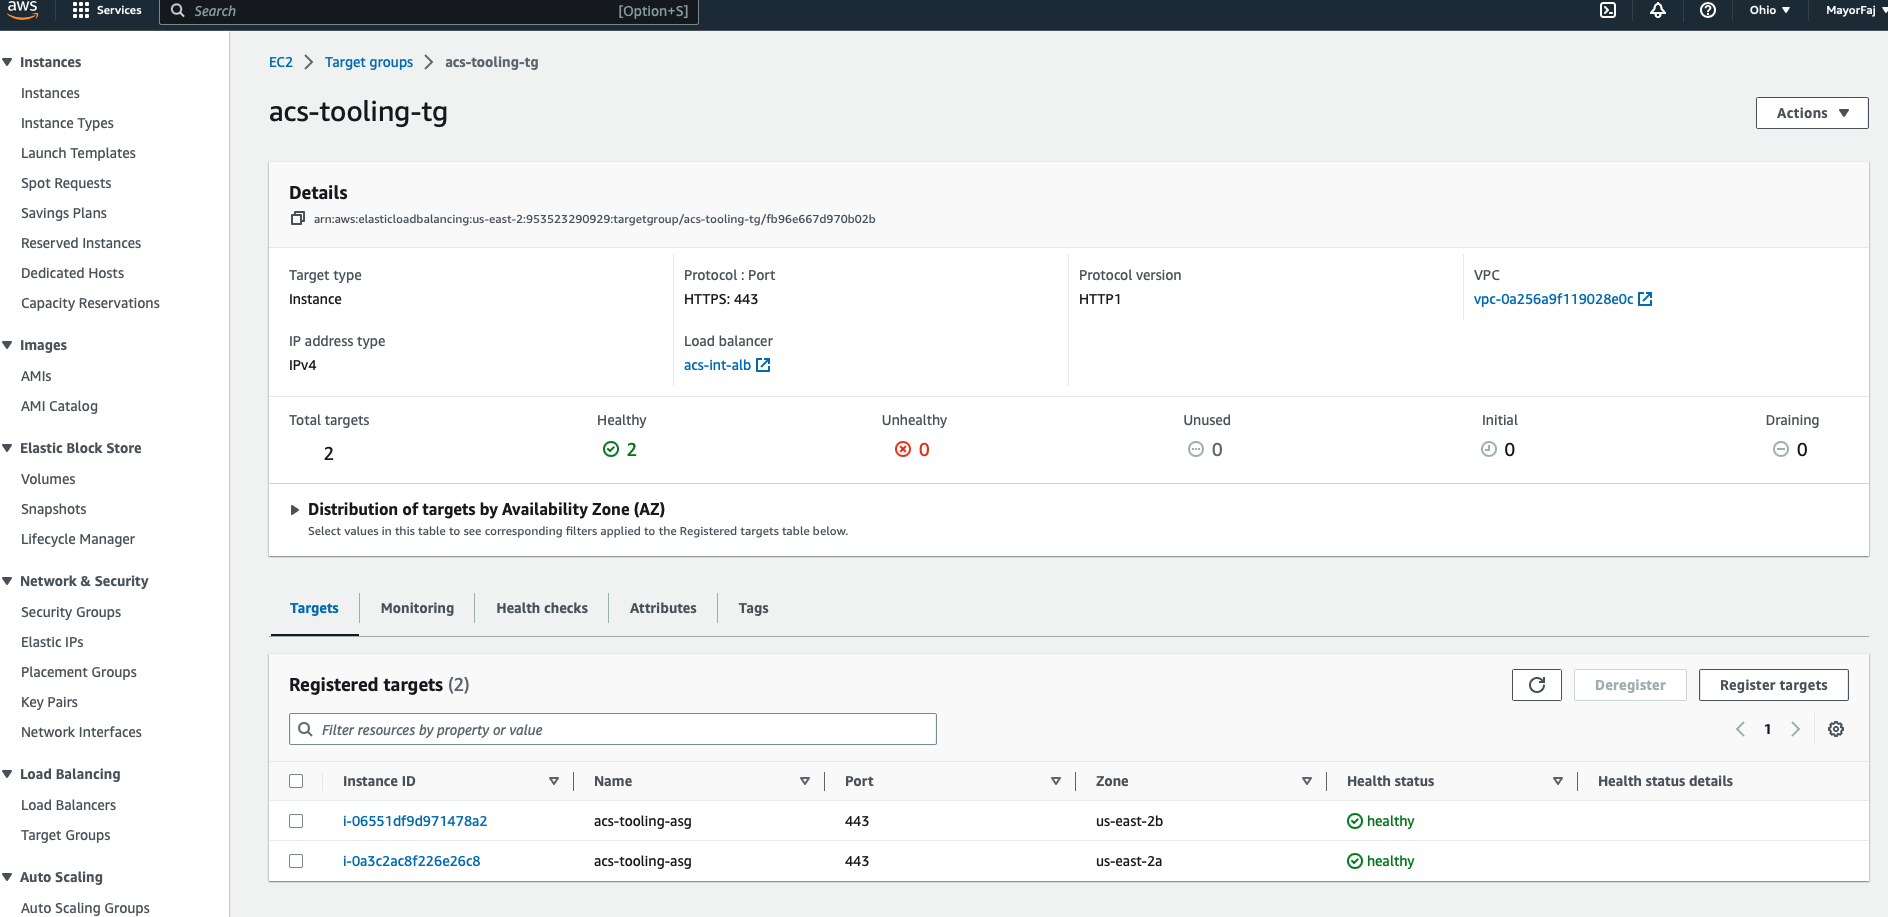 aws
Services
Search
[Option+S]
Ohio
MayorFaj
Instances
Instances
Instance Types
Launch Templates
Spot Requests
Savings Plans
Reserved Instances
Dedicated Hosts
Capacity Reservations
Images
AMIs
AMI Catalog
Elastic Block Store
Volumes
Snapshots
Lifecycle Manager
Network & Security
Security Groups
Elastic IPs
Placement Groups
Key Pairs
Network Interfaces
Load Balancing
Load Balancers
Target Groups
Auto Scaling
Auto Scaling Groups
EC2 > Target groups > acs-tooling-tg
acs-tooling-tg
Actions
Details
arn:aws:elasticloadbalancing:us-east-2:953523290929:targetgroup/acs-tooling-tg/fb96e667d970b02b
Target type
Instance
Protocol : Port
HTTPS: 443
Protocol version
HTTP1
VPC
vpc-0a256a9f119028e0c
IP address type
IPv4
Load balancer
acs-int-alb
Total targets
2
Healthy
2
Unhealthy
0
Unused
0
Initial
0
Draining
0
Distribution of targets by Availability Zone (AZ)
Select values in this table to see corresponding filters applied to the Registered targets table below.
Targets
Monitoring
Health checks
Attributes
Tags
Registered targets (2)
Deregister
Register targets
Filter resources by property or value
1
Instance ID Name Port Zone Health status Health status details
i-06551df9d971478a2 acs-tooling-asg 443 us-east-2b healthy
i-0a3c2ac8f226e26c8 acs-tooling-asg 443 us-east-2a healthy